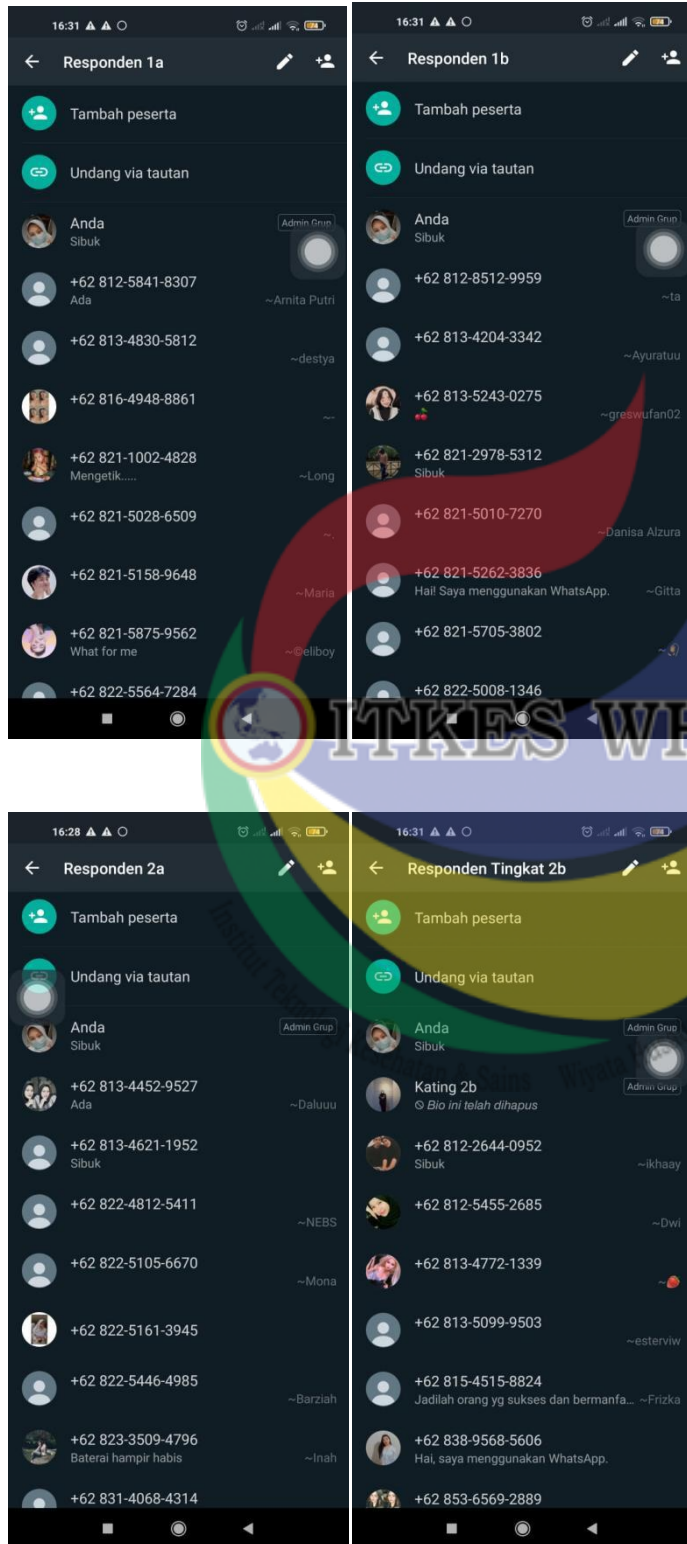 16:31
Responden 1a
Tambah peserta
Undang via tautan
Anda
Admin Grup
Sibuk
+62 812-5841-8307
Ada ~Arnita Putri
+62 813-4830-5812
~destya
+62 816-4948-8861
~~
+62 821-1002-4828
Mengetik..... ~Long
+62 821-5028-6509
~.
+62 821-5158-9648
~Maria
+62 821-5875-9562
What for me ~©eliboy
+62 822-5564-7284
16:31
Responden 1b
Tambah peserta
Undang via tautan
Anda
Admin Grup
Sibuk
+62 812-8512-9959
~ta
+62 813-4204-3342
~Ayuratuu
+62 813-5243-0275
🍒 ~greswufan02
+62 821-2978-5312
Sibuk
+62 821-5010-7270
~Danisa Alzura
+62 821-5262-3836
Hai! Saya menggunakan WhatsApp. ~Gitta
+62 821-5705-3802
+62 822-5008-1346
ITKES
16:28
Responden 2a
Tambah peserta
Undang via tautan
Anda
Admin Grup
Sibuk
+62 813-4452-9527
Ada ~Daluuu
+62 813-4621-1952
Sibuk
+62 822-4812-5411
~NEBS
+62 822-5105-6670
~Mona
+62 822-5161-3945
+62 822-5446-4985
~Barziah
+62 823-3509-4796
Baterai hampir habis ~Inah
+62 831-4068-4314
16:31
Responden Tingkat 2b
Tambah peserta
Undang via tautan
Anda
Admin Grup
Sibuk
Kating 2b
Admin Grup
Bio ini telah dihapus
+62 812-2644-0952
Sibuk ~ikhaay
+62 812-5455-2685
~Dwi
+62 813-4772-1339
~🍓
+62 813-5099-9503
~esterviw
+62 815-4515-8824
Jadilah orang yg sukses dan bermanfa... ~Frizka
+62 838-9568-5606
Hai, saya menggunakan WhatsApp.
+62 853-6569-2889